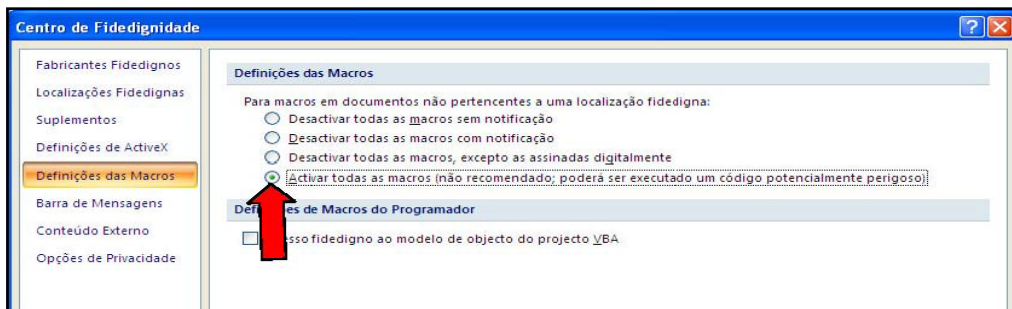 Centro de Fidedignidade
Fabricantes Fidedignos
Localizações Fidedignas
Suplementos
Definições de ActiveX
Definições das Macros
Barra de Mensagens
Conteúdo Externo
Opções de Privacidade
Definições das Macros
Para macros em documentos não pertencentes a uma localização fidedigna:
Desactivar todas as macros sem notificação
Desactivar todas as macros com notificação
Desactivar todas as macros, excepto as assinadas digitalmente
Activar todas as macros (não recomendado; poderá ser executado um código potencialmente perigoso)
de Macros do Programador
fidedigno ao modelo de objecto do projecto VBA